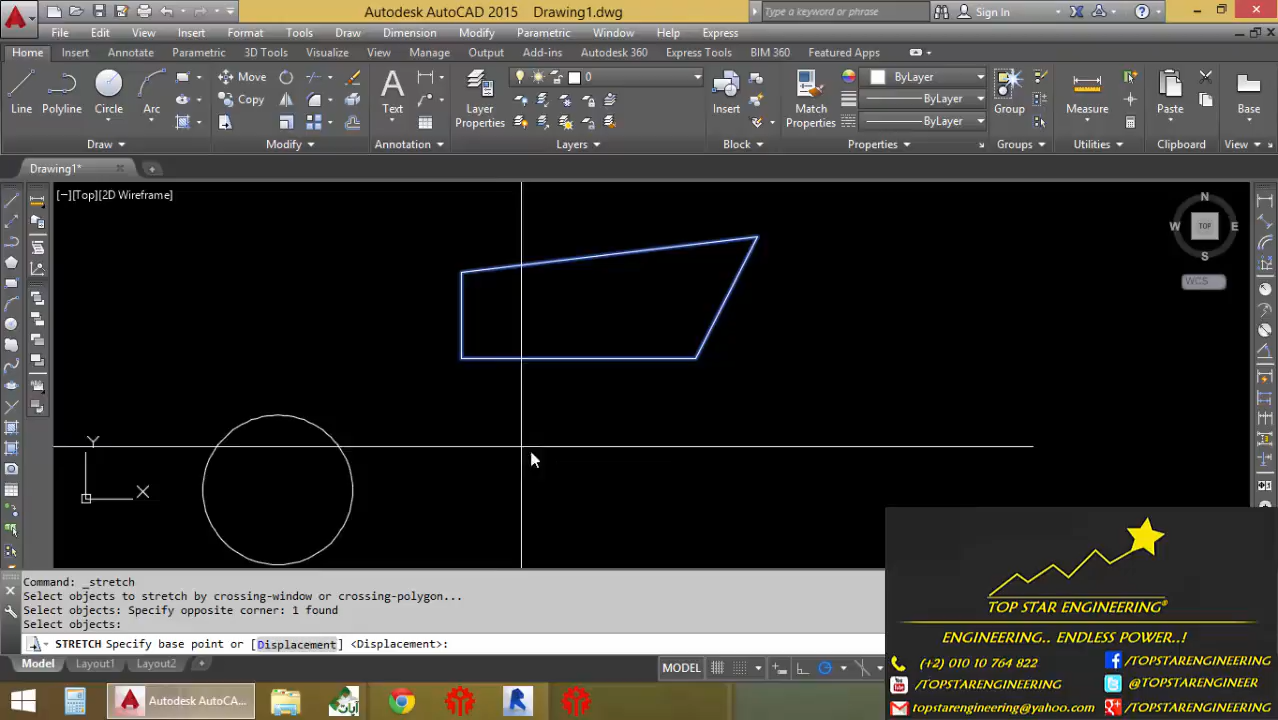 Autodesk AutoCAD 2015 Drawing1.dwg
Type a keyword or phrase
Sign In
File Edit View Insert Format Tools Draw Dimension Modify Parametric Window Help Express
Home Insert Annotate Parametric 3D Tools Visualize View Manage Output Add-ins Autodesk 360 Express Tools BIM 360 Featured Apps
Move
0
ByLayer
Copy
ByLayer
Line Polyline Circle Arc Text Layer Properties Insert Match Properties Group Measure Paste Base
ByLayer
Draw Modify Annotation Layers Block Properties Groups Utilities Clipboard View
Drawing1*
[−][Top][2D Wireframe]
N
W TOP E
S
WCS
Y
X
Command: _stretch
Select objects to stretch by crossing-window or crossing-polygon...
Select objects: Specify opposite corner: 1 found
Select objects:
STRETCH Specify base point or [Displacement] <Displacement>:
Model Layout1 Layout2 +
MODEL
TOP STAR ENGINEERING®
ENGINEERING.. ENDLESS POWER..!
(+2) 010 10 764 822
/TOPSTARENGINEERING
/TOPSTARENGINEERING
@TOPSTARENGINEER
topstarengineering@yahoo.com
/TOPSTARENGINEERING
Autodesk AutoCA...